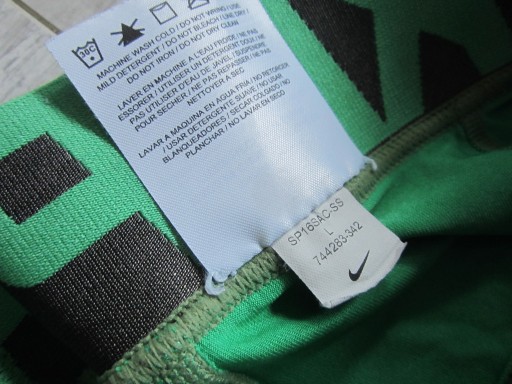 30°C
MACHINE WASH COLD / DO NOT WRING / USE
MILD DETERGENT / DO NOT BLEACH / LINE DRY
/ DO NOT IRON / DO NOT DRY CLEAN
LAVER EN MACHINE A L'EAU FROIDE / NE PAS
ESSORER / UTILISER UN DETERGENT DOUX / NE
PAS UTILISER D'EAU DE JAVEL / SUSPENDRE
POUR SECHER / NE PAS REPASSER / NE PAS
NETTOYER A SEC
LAVAR A MAQUINA EN AGUA FRIA / NO RETORCER
/ USAR DETERGENTE SUAVE / NO USAR
BLANQUEADORES / SECAR COLGADO / NO
PLANCHAR / NO LAVAR EN SECO
SP16SAC-SS
L
744283-342